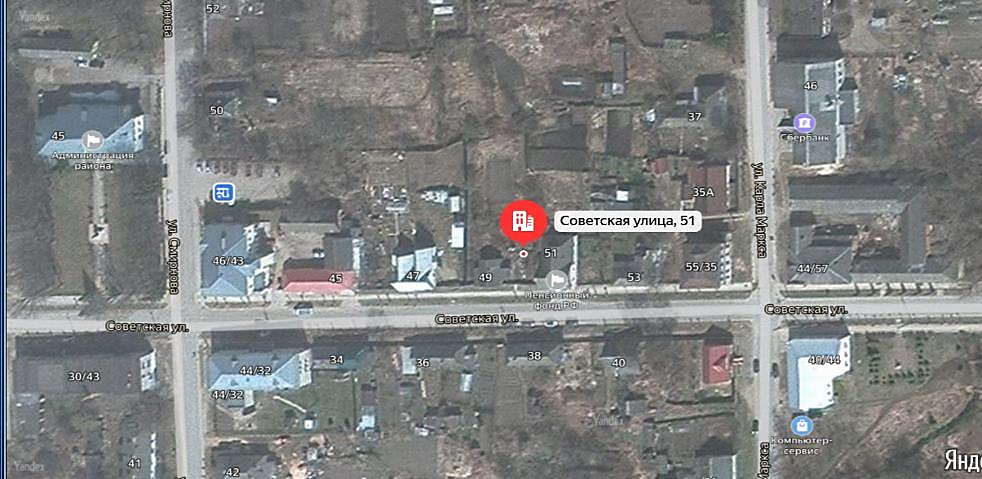 Yandex
52
ул. Смирнова
50
45
Администрация
района
46
Сбербанк
37
35А
Советская улица, 51
ул. Карла Маркса
46/43
45
47
49
51
Пенсионный
фонд РФ
53
55/35
44/57
Советская ул.
Советская ул.
Советская ул.
30/43
44/32
44/32
34
36
38
40
40/44
Yandex
Компьютер-
сервис
Yandex
41
42